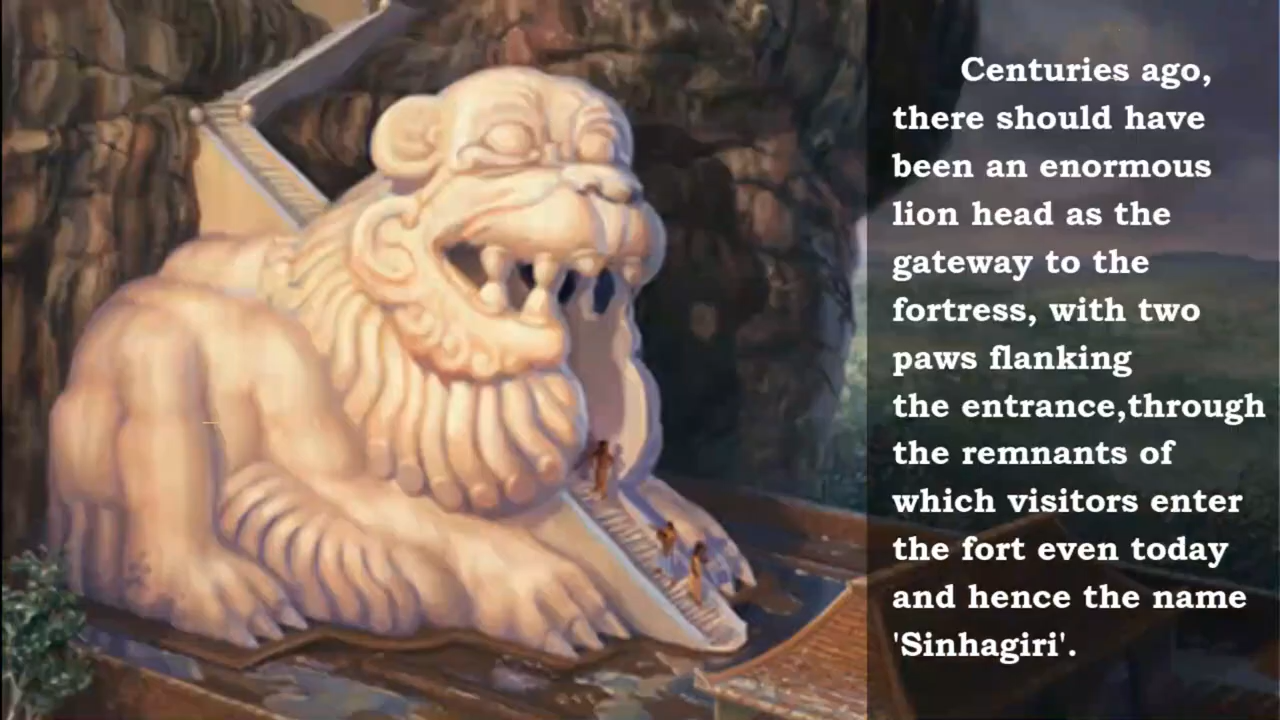 Centuries ago,
there should have
been an enormous
lion head as the
gateway to the
fortress, with two
paws flanking
the entrance,through
the remnants of
which visitors enter
the fort even today
and hence the name
'Sinhagiri'.